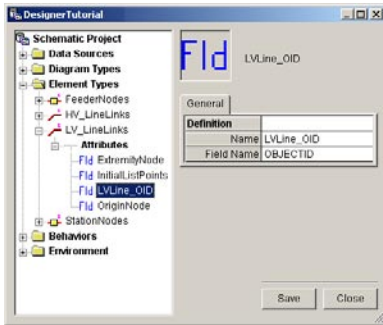 DesignerTutorial
Schematic Project
Data Sources
Diagram Types
Element Types
FeederNodes
HV_LineLinks
LV_LineLinks
Attributes
Fld ExtremityNode
Fld InitialListPoints
Fld LVLine_OID
Fld OriginNode
StationNodes
Behaviors
Environment
Fld LVLine_OID
General
Definition
Name LVLine_OID
Field Name OBJECTID
Save Close